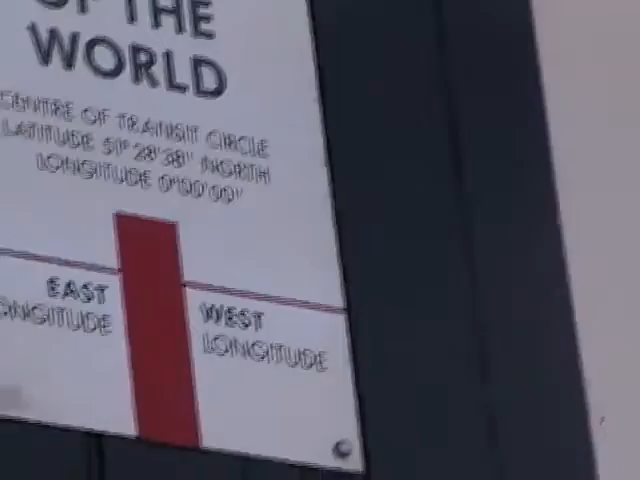 OF THE
WORLD
CENTRE OF TRANSIT CIRCLE
LATITUDE 51° 28'38" NORTH
LONGITUDE 0°00'00"
EAST
LONGITUDE
WEST
LONGITUDE